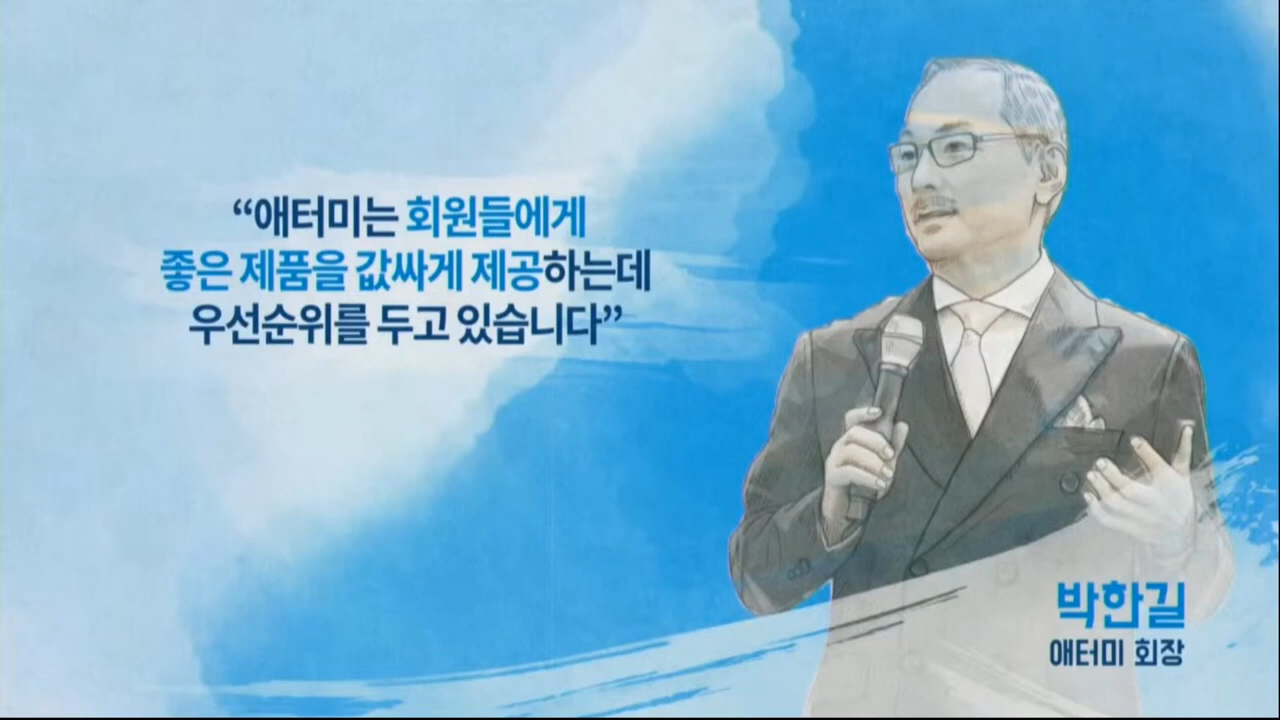 “애터미는 회원들에게
좋은 제품을 값싸게 제공하는데
우선순위를 두고 있습니다”
박한길
애터미 회장